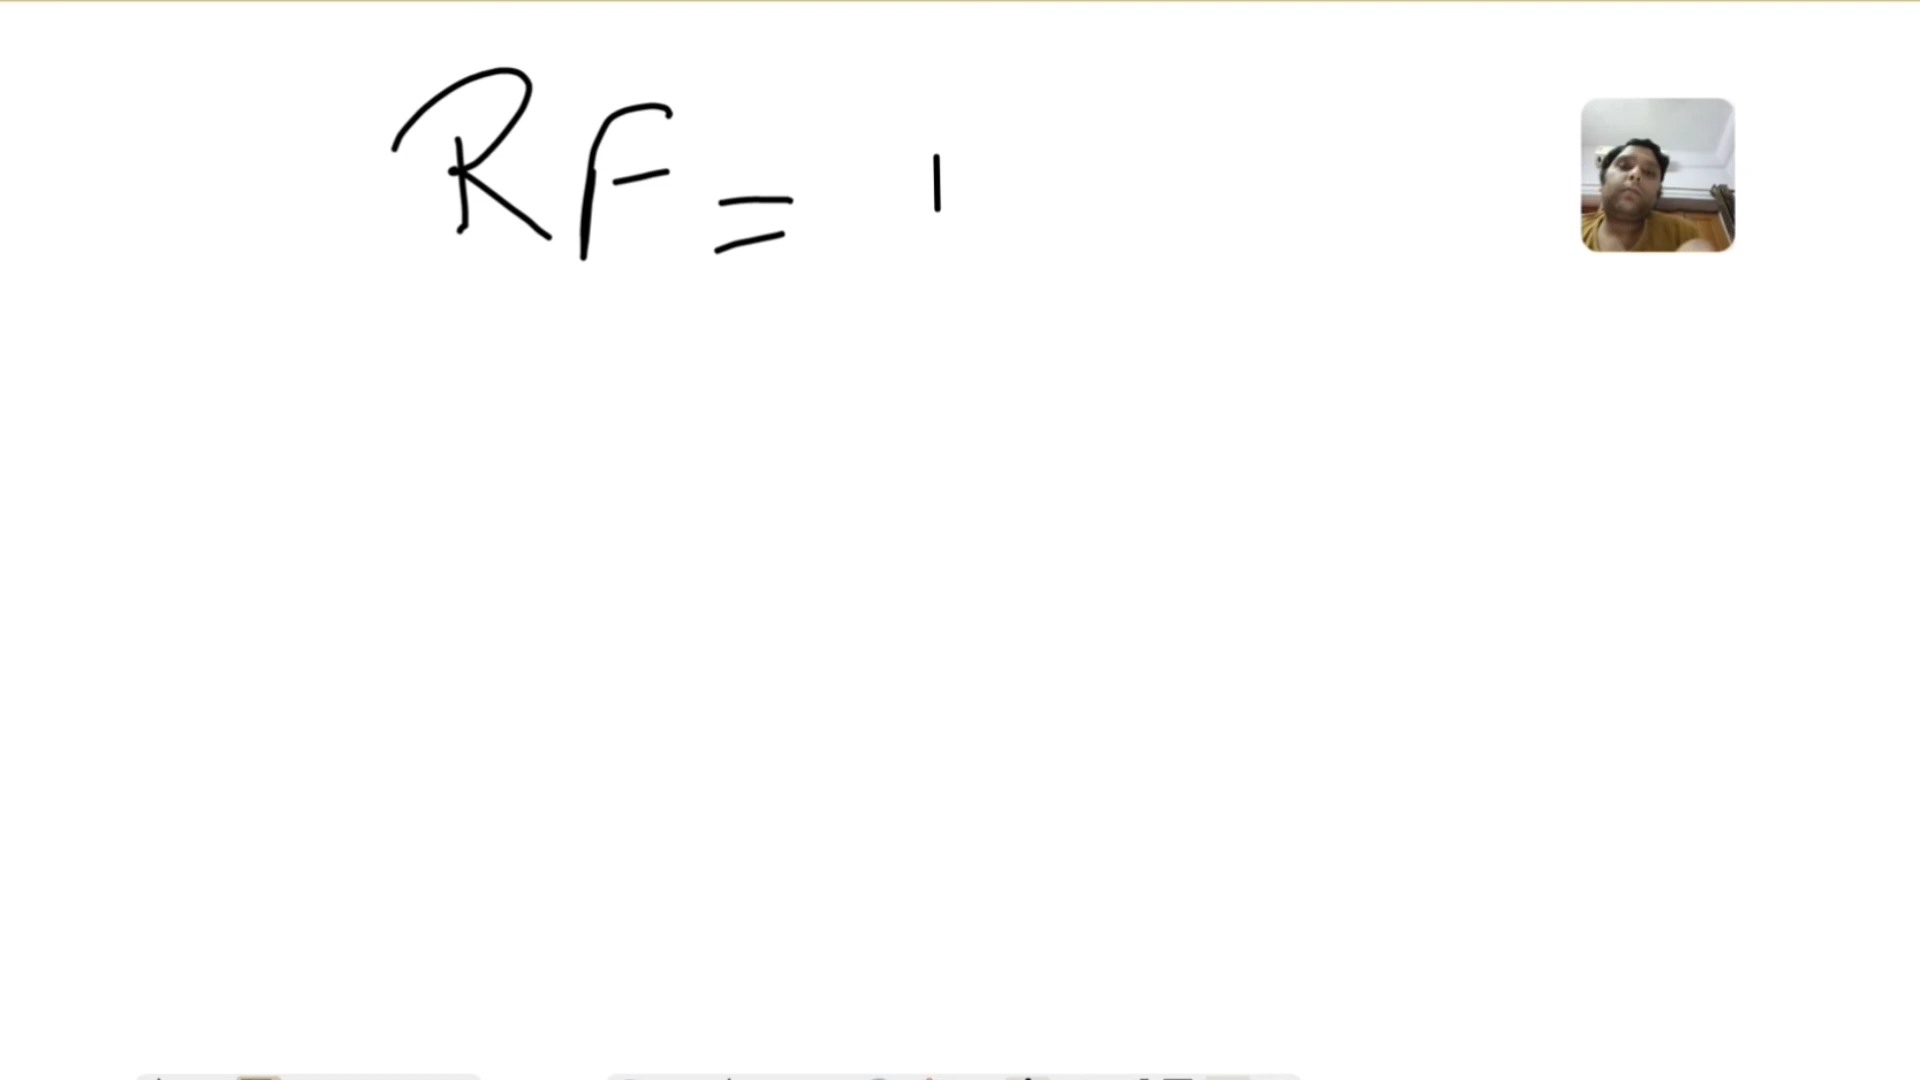 RF = 1